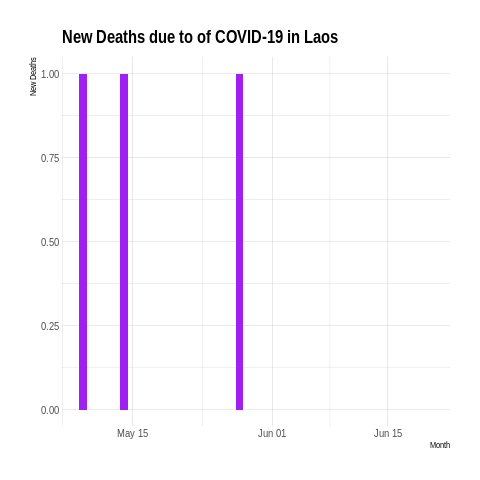 New Deaths due to of COVID-19 in Laos
New Deaths
1.00
0.75
0.50
0.25
0.00
May 15
Jun 01
Jun 15
Month